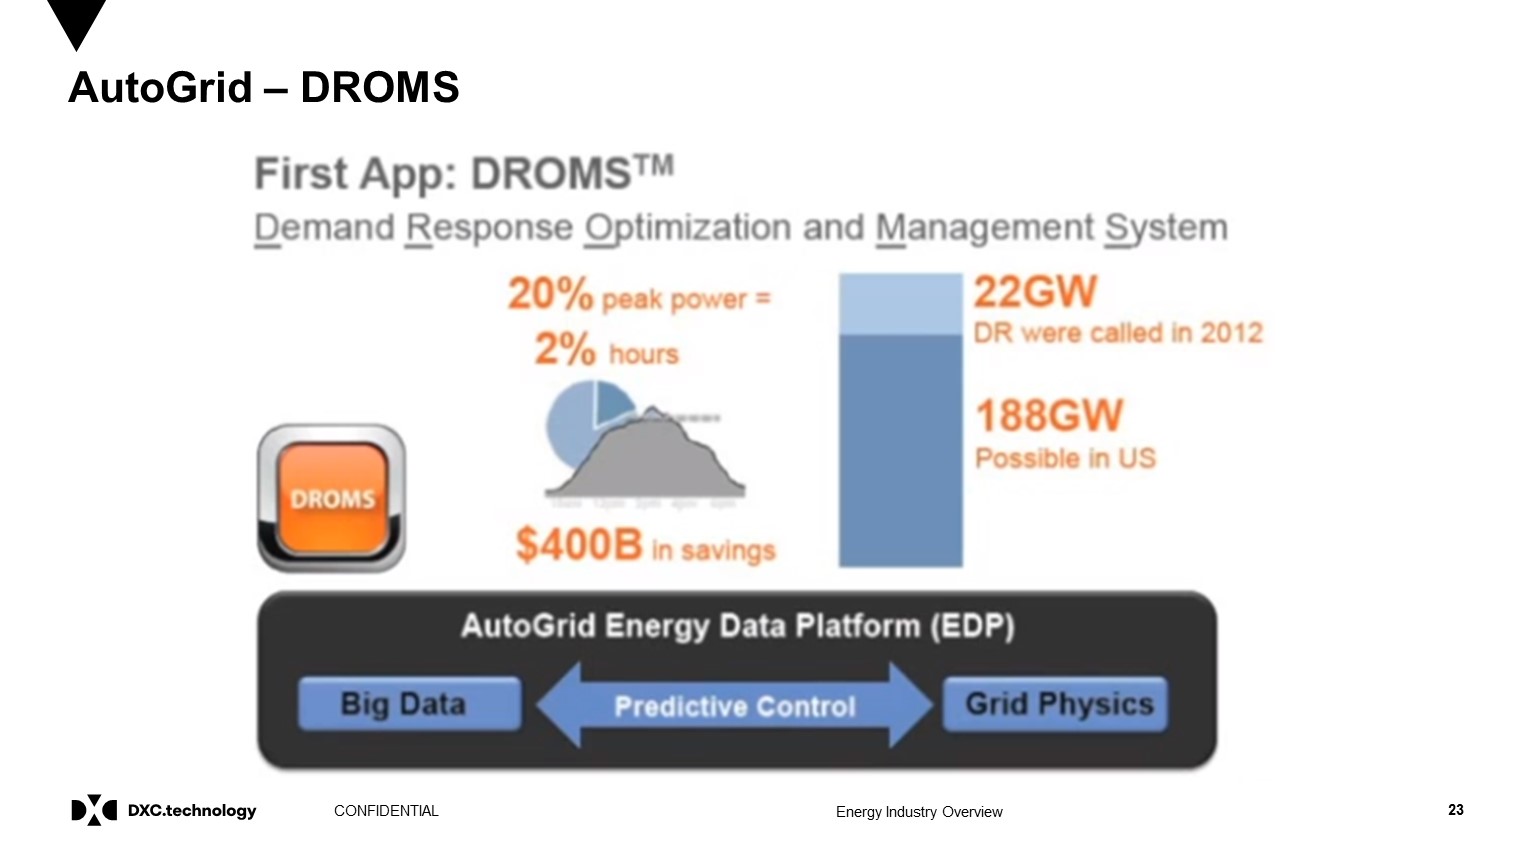 AutoGrid – DROMS
First App: DROMS™
Demand Response Optimization and Management System
20% peak power =
2% hours
22GW
DR were called in 2012
188GW
Possible in US
DROMS
$400B in savings
AutoGrid Energy Data Platform (EDP)
Big Data
Predictive Control
Grid Physics
DXC.technology
CONFIDENTIAL
Energy Industry Overview
23